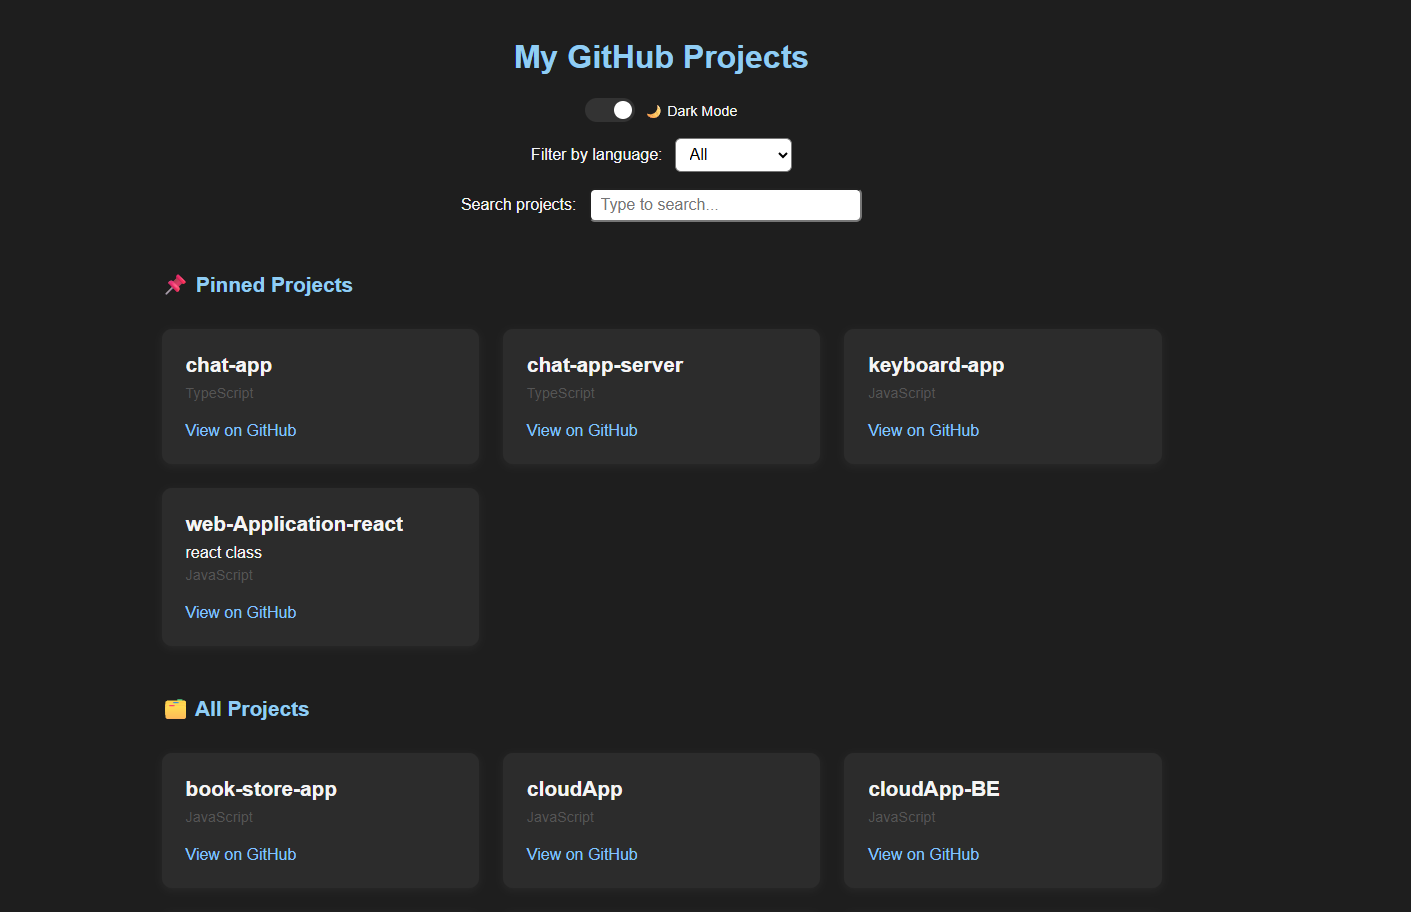 My GitHub Projects
🌙 Dark Mode
Filter by language: All
Search projects: Type to search...
📌 Pinned Projects
chat-app
TypeScript
View on GitHub
chat-app-server
TypeScript
View on GitHub
keyboard-app
JavaScript
View on GitHub
web-Application-react
react class
JavaScript
View on GitHub
🗂️ All Projects
book-store-app
JavaScript
View on GitHub
cloudApp
JavaScript
View on GitHub
cloudApp-BE
JavaScript
View on GitHub